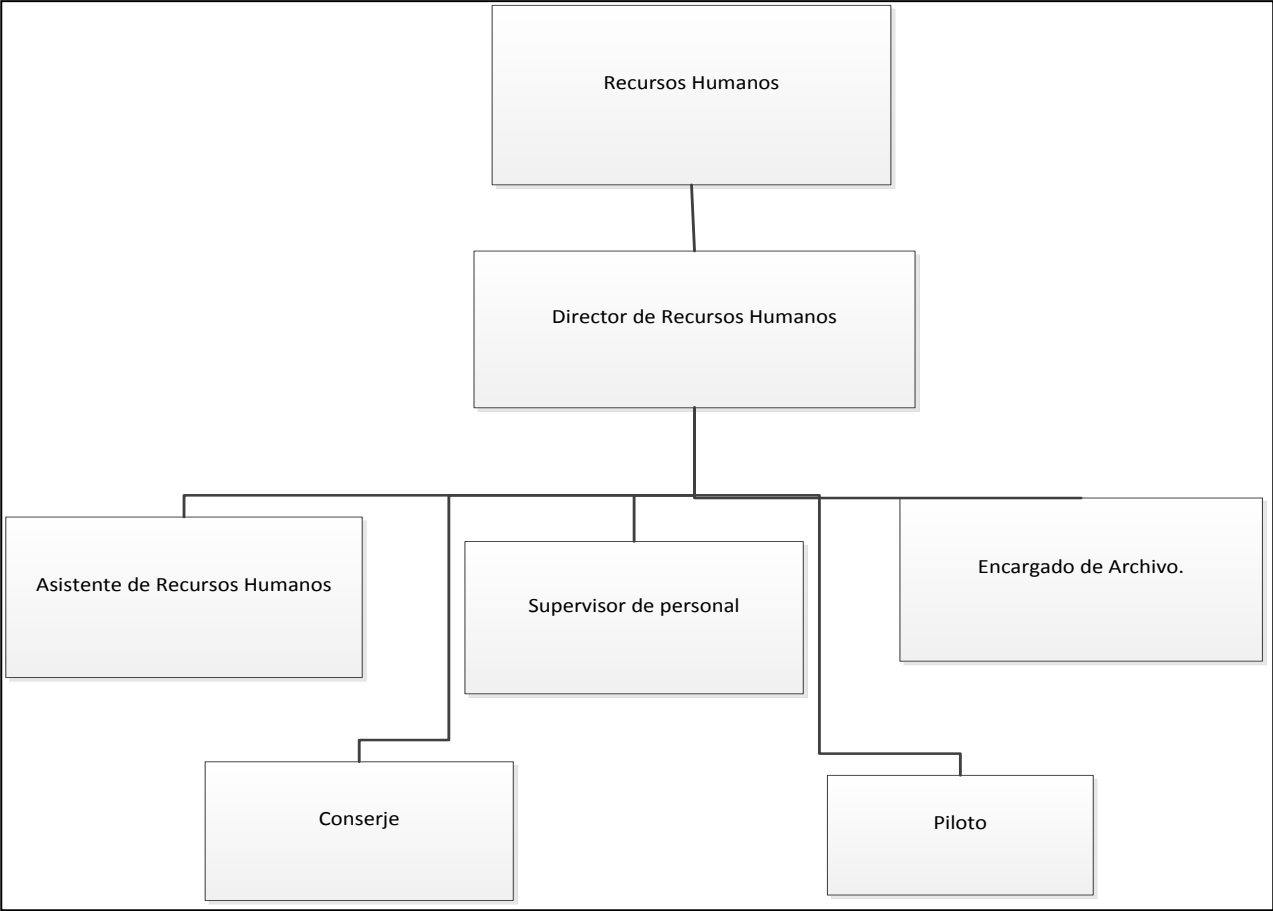 Recursos Humanos
Director de Recursos Humanos
Asistente de Recursos Humanos
Supervisor de personal
Encargado de Archivo.
Conserje
Piloto